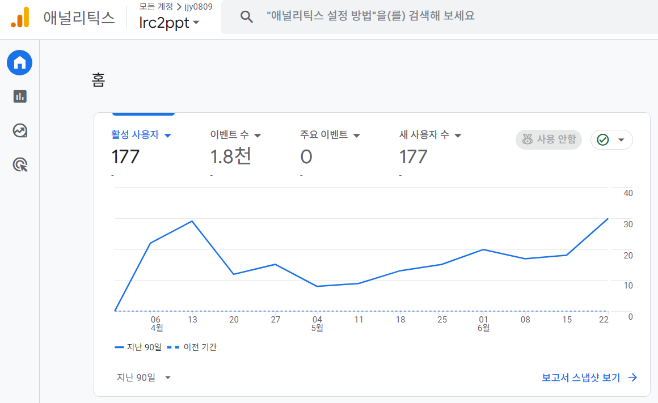 모든 계정 > jjy0809
애널리틱스
lrc2ppt
"애널리틱스 설정 방법"을(를) 검색해 보세요
홈
활성 사용자 이벤트 수 주요 이벤트 새 사용자 수 사용 안함
177 1.8천 0 177
- - - -
40
30
20
10
0
06 13 20 27 04 11 18 25 01 08 15 22
4월 5월 6월
지난 90일 이전 기간
지난 90일 보고서 스냅샷 보기 →